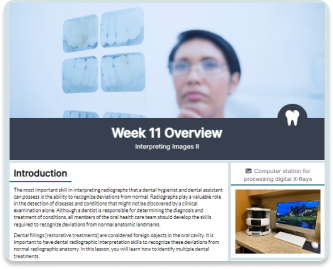 Week 11 Overview
Interpreting Images II
Introduction
The most important skill in interpreting radiographs that a dental hygienist and dental assistant
can possess is the ability to recognize deviations from normal. Radiographs play a valuable role
in the detection of diseases and conditions that might not be discovered by a clinical
examination alone. Although a dentist is responsible for determining the diagnosis and
treatment of conditions, all members of the oral health care team should develop the skills
required to recognize deviations from normal anatomic landmarks.
Dental fillings (restorative treatments) are considered foreign objects in the oral cavity. It is
important to have dental radiographic interpretation skills to recognize these deviations from
normal radiographic anatomy. In this lesson, you will learn how to identify multiple dental
treatments.
Computer station for
processing digital X-Rays